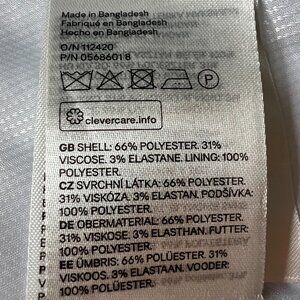 Made in Bangladesh
Fabriqué en Bangladesh
Hecho en Bangladesh
O/N 112420
P/N 0568601 8
clevercare.info
GB SHELL: 66% POLYESTER. 31%
VISCOSE. 3% ELASTANE. LINING: 100%
POLYESTER.
CZ SVRCHNÍ LÁTKA: 66% POLYESTER.
31% VISKÓZA. 3% ELASTAN. PODŠÍVKA:
100% POLYESTER.
DE OBERMATERIAL: 66% POLYESTER.
31% VISKOSE. 3% ELASTHAN. FUTTER:
100% POLYESTER.
EE ÜMBRIS: 66% POLÜESTER. 31%
VISKOOS. 3% ELASTAAN. VOODER:
100% POLÜESTER.